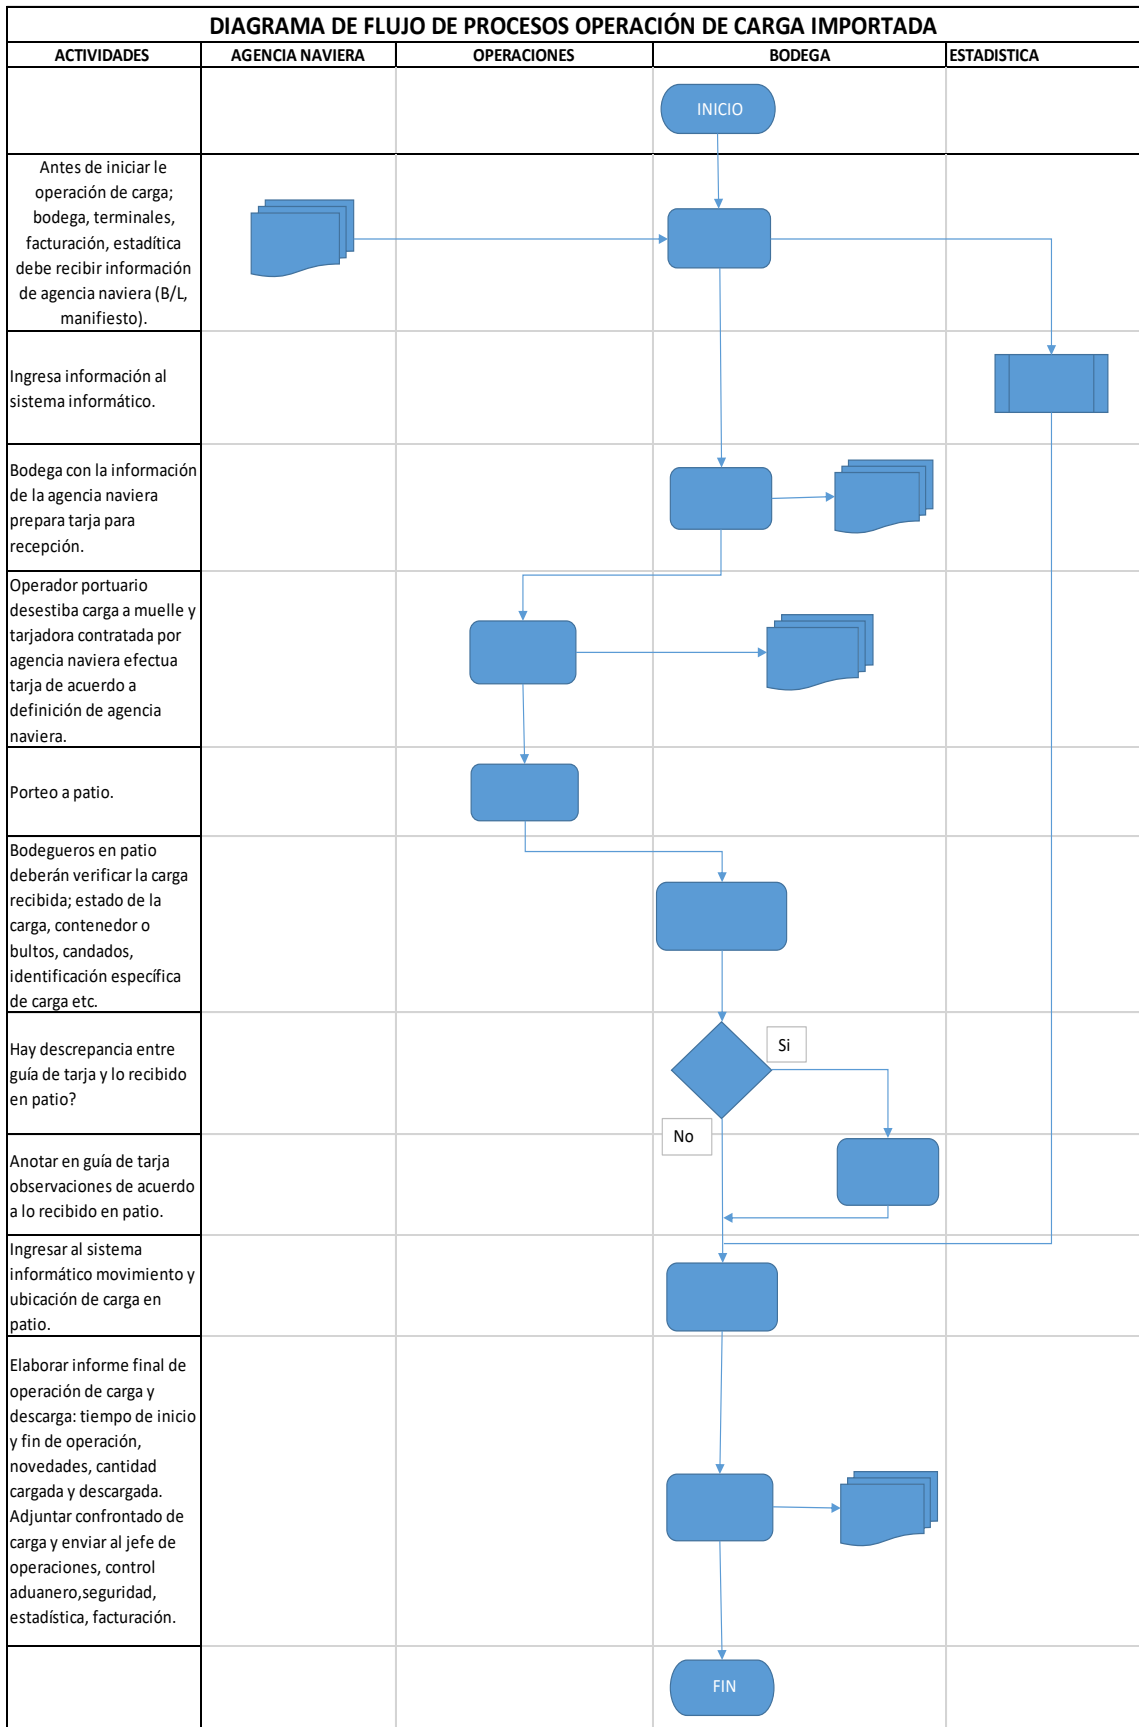 DIAGRAMA DE FLUJO DE PROCESOS OPERACIÓN DE CARGA IMPORTADA
ACTIVIDADES AGENCIA NAVIERA OPERACIONES BODEGA ESTADISTICA
INICIO
Antes de iniciar le
operación de carga;
bodega, terminales,
facturación, estadítica
debe recibir información
de agencia naviera (B/L,
manifiesto).
Ingresa información al
sistema informático.
Bodega con la información
de la agencia naviera
prepara tarja para
recepción.
Operador portuario
desestiba carga a muelle y
tarjadora contratada por
agencia naviera efectua
tarja de acuerdo a
definición de agencia
naviera.
Porteo a patio.
Bodegueros en patio
deberán verificar la carga
recibida; estado de la
carga, contenedor o
bultos, candados,
identificación específica
de carga etc.
Hay descrepancia entre
guía de tarja y lo recibido
en patio?
Si
No
Anotar en guía de tarja
observaciones de acuerdo
a lo recibido en patio.
Ingresar al sistema
informático movimiento y
ubicación de carga en
patio.
Elaborar informe final de
operación de carga y
descarga: tiempo de inicio
y fin de operación,
novedades, cantidad
cargada y descargada.
Adjuntar confrontado de
carga y enviar al jefe de
operaciones, control
aduanero,seguridad,
estadística, facturación.
FIN